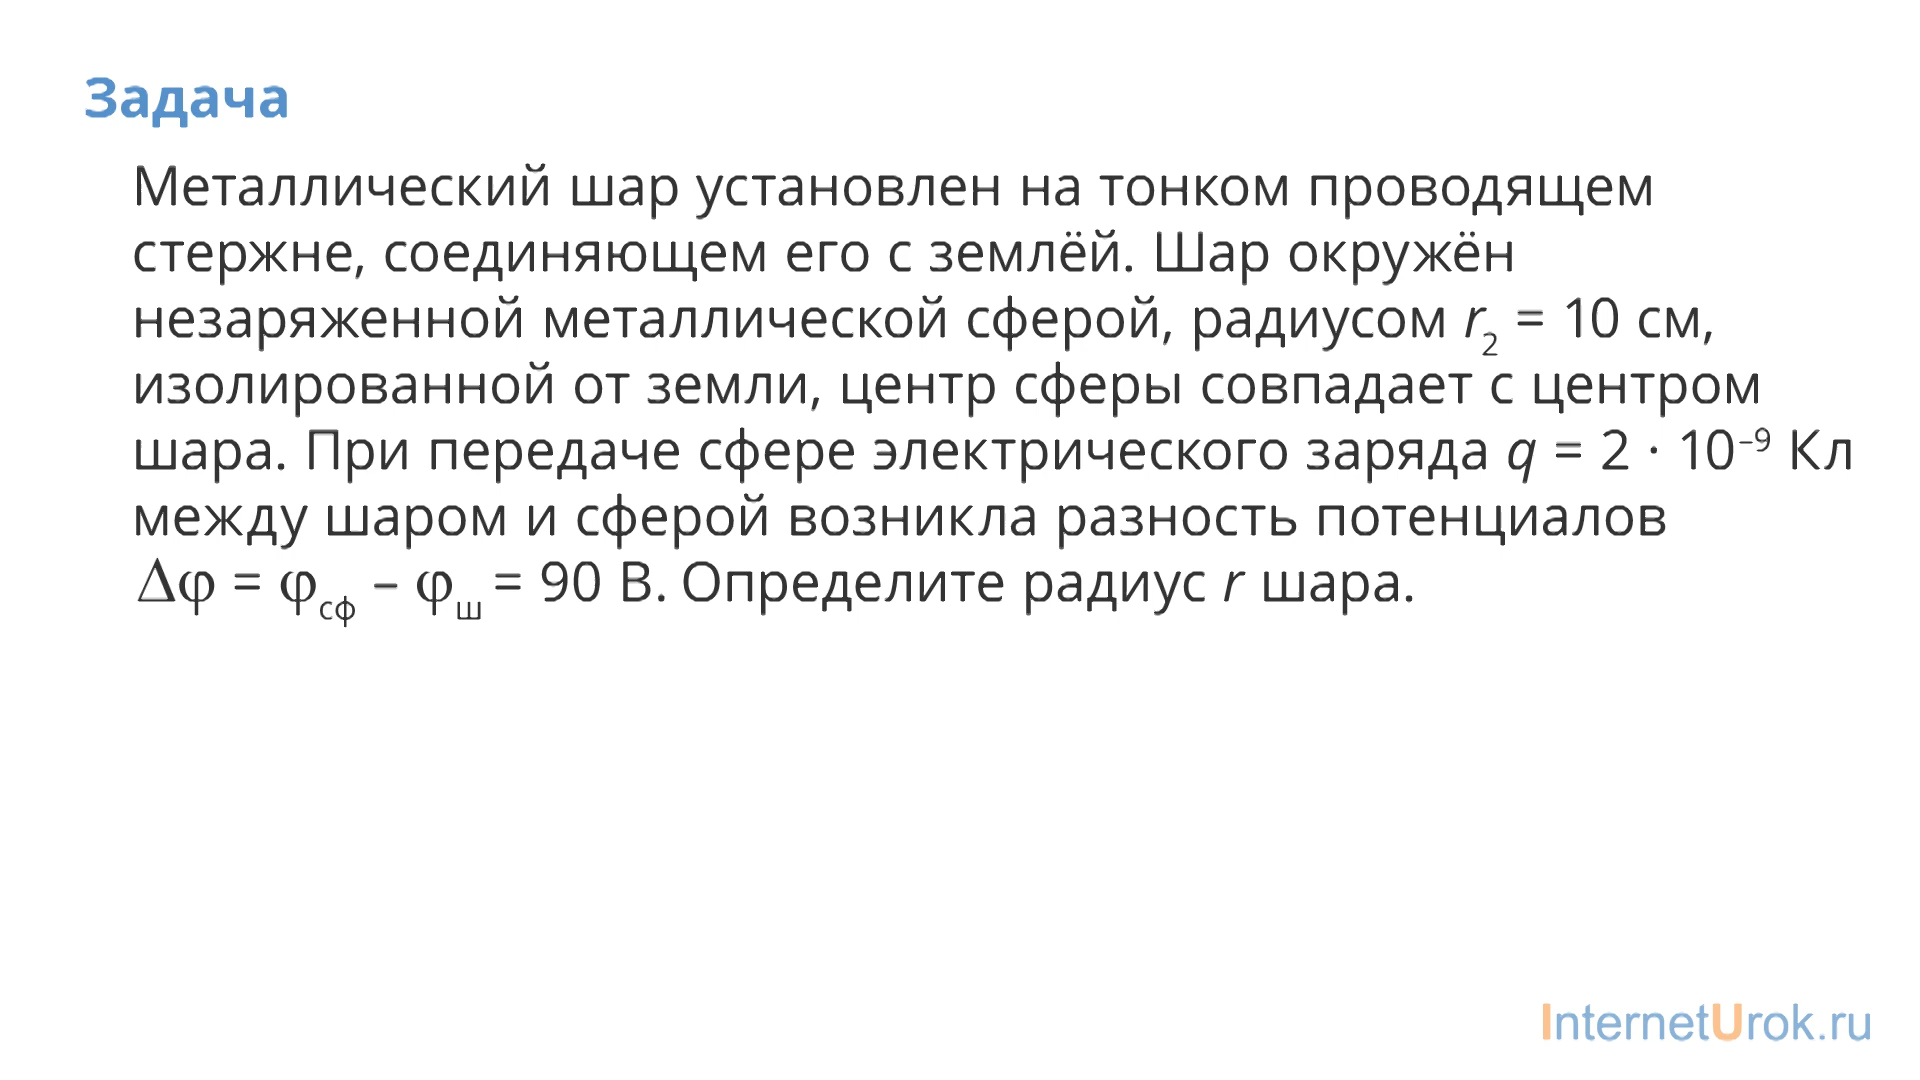 Задача
Металлический шар установлен на тонком проводящем
стержне, соединяющем его с землёй. Шар окружён
незаряженной металлической сферой, радиусом r₂ = 10 см,
изолированной от земли, центр сферы совпадает с центром
шара. При передаче сфере электрического заряда q = 2 · 10⁻⁹ Кл
между шаром и сферой возникла разность потенциалов
Δφ = φсф – φш = 90 В. Определите радиус r шара.
InternetUrok.ru